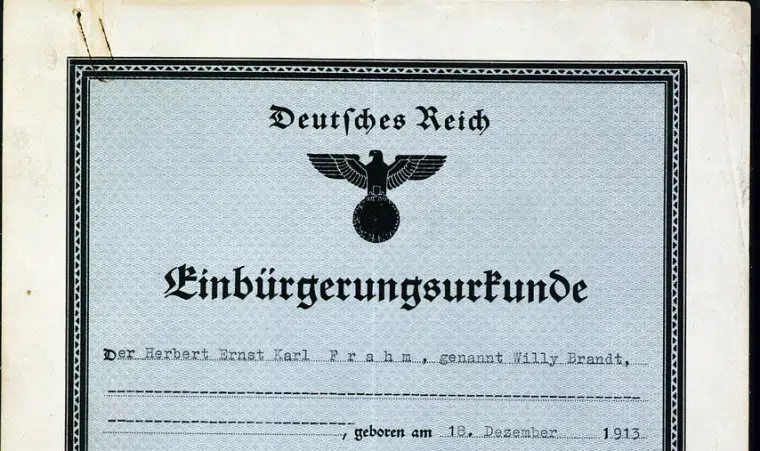 Deutſches Reich
Einbürgerungsurkunde
Der Herbert Ernst Karl F r a h m , genannt Willy Brandt,
, geboren am 18. Dezember 1913